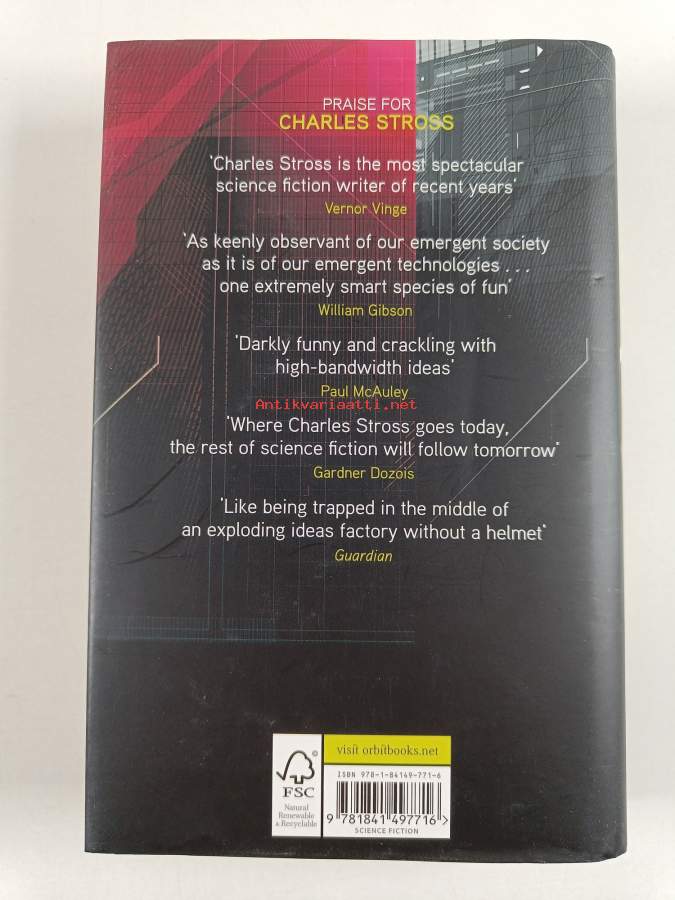 PRAISE FOR
CHARLES STROSS
'Charles Stross is the most spectacular
science fiction writer of recent years'
Vernor Vinge
'As keenly observant of our emergent society
as it is of our emergent technologies . . .
one extremely smart species of fun'
William Gibson
'Darkly funny and crackling with
high-bandwidth ideas'
Paul McAuley
Antikvariaatti.net
'Where Charles Stross goes today,
the rest of science fiction will follow tomorrow'
Gardner Dozois
'Like being trapped in the middle of
an exploding ideas factory without a helmet'
Guardian
visit orbitbooks.net
ISBN 978-1-84149-771-6
©
FSC
Natural
Renewable
& Recyclable
9 781841 497716 >
SCIENCE FICTION